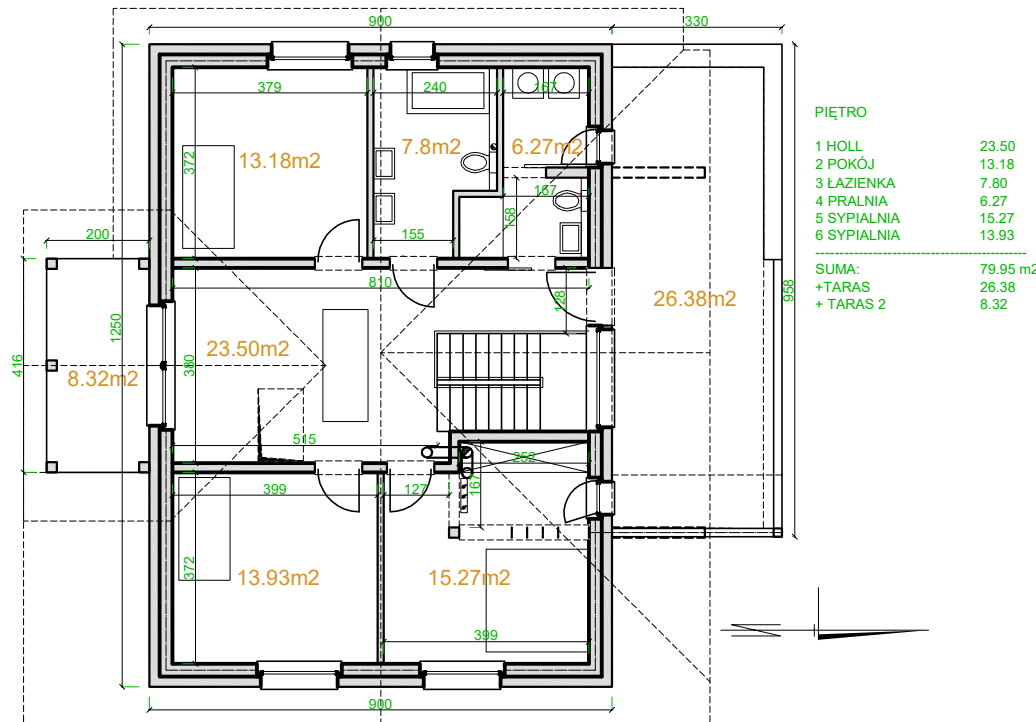 900
330
379
240
167
PIĘTRO
13.18m2
7.8m2
6.27m2
1 HOLL 23.50
2 POKÓJ 13.18
3 ŁAZIENKA 7.80
4 PRALNIA 6.27
5 SYPIALNIA 15.27
6 SYPIALNIA 13.93
SUMA: 79.95 m2
+TARAS 26.38
+ TARAS 2 8.32
372
167
158
200
155
810
128
26.38m2
958
1250
416
23.50m2
380
8.32m2
515
252
167
399
127
372
13.93m2
15.27m2
399
900